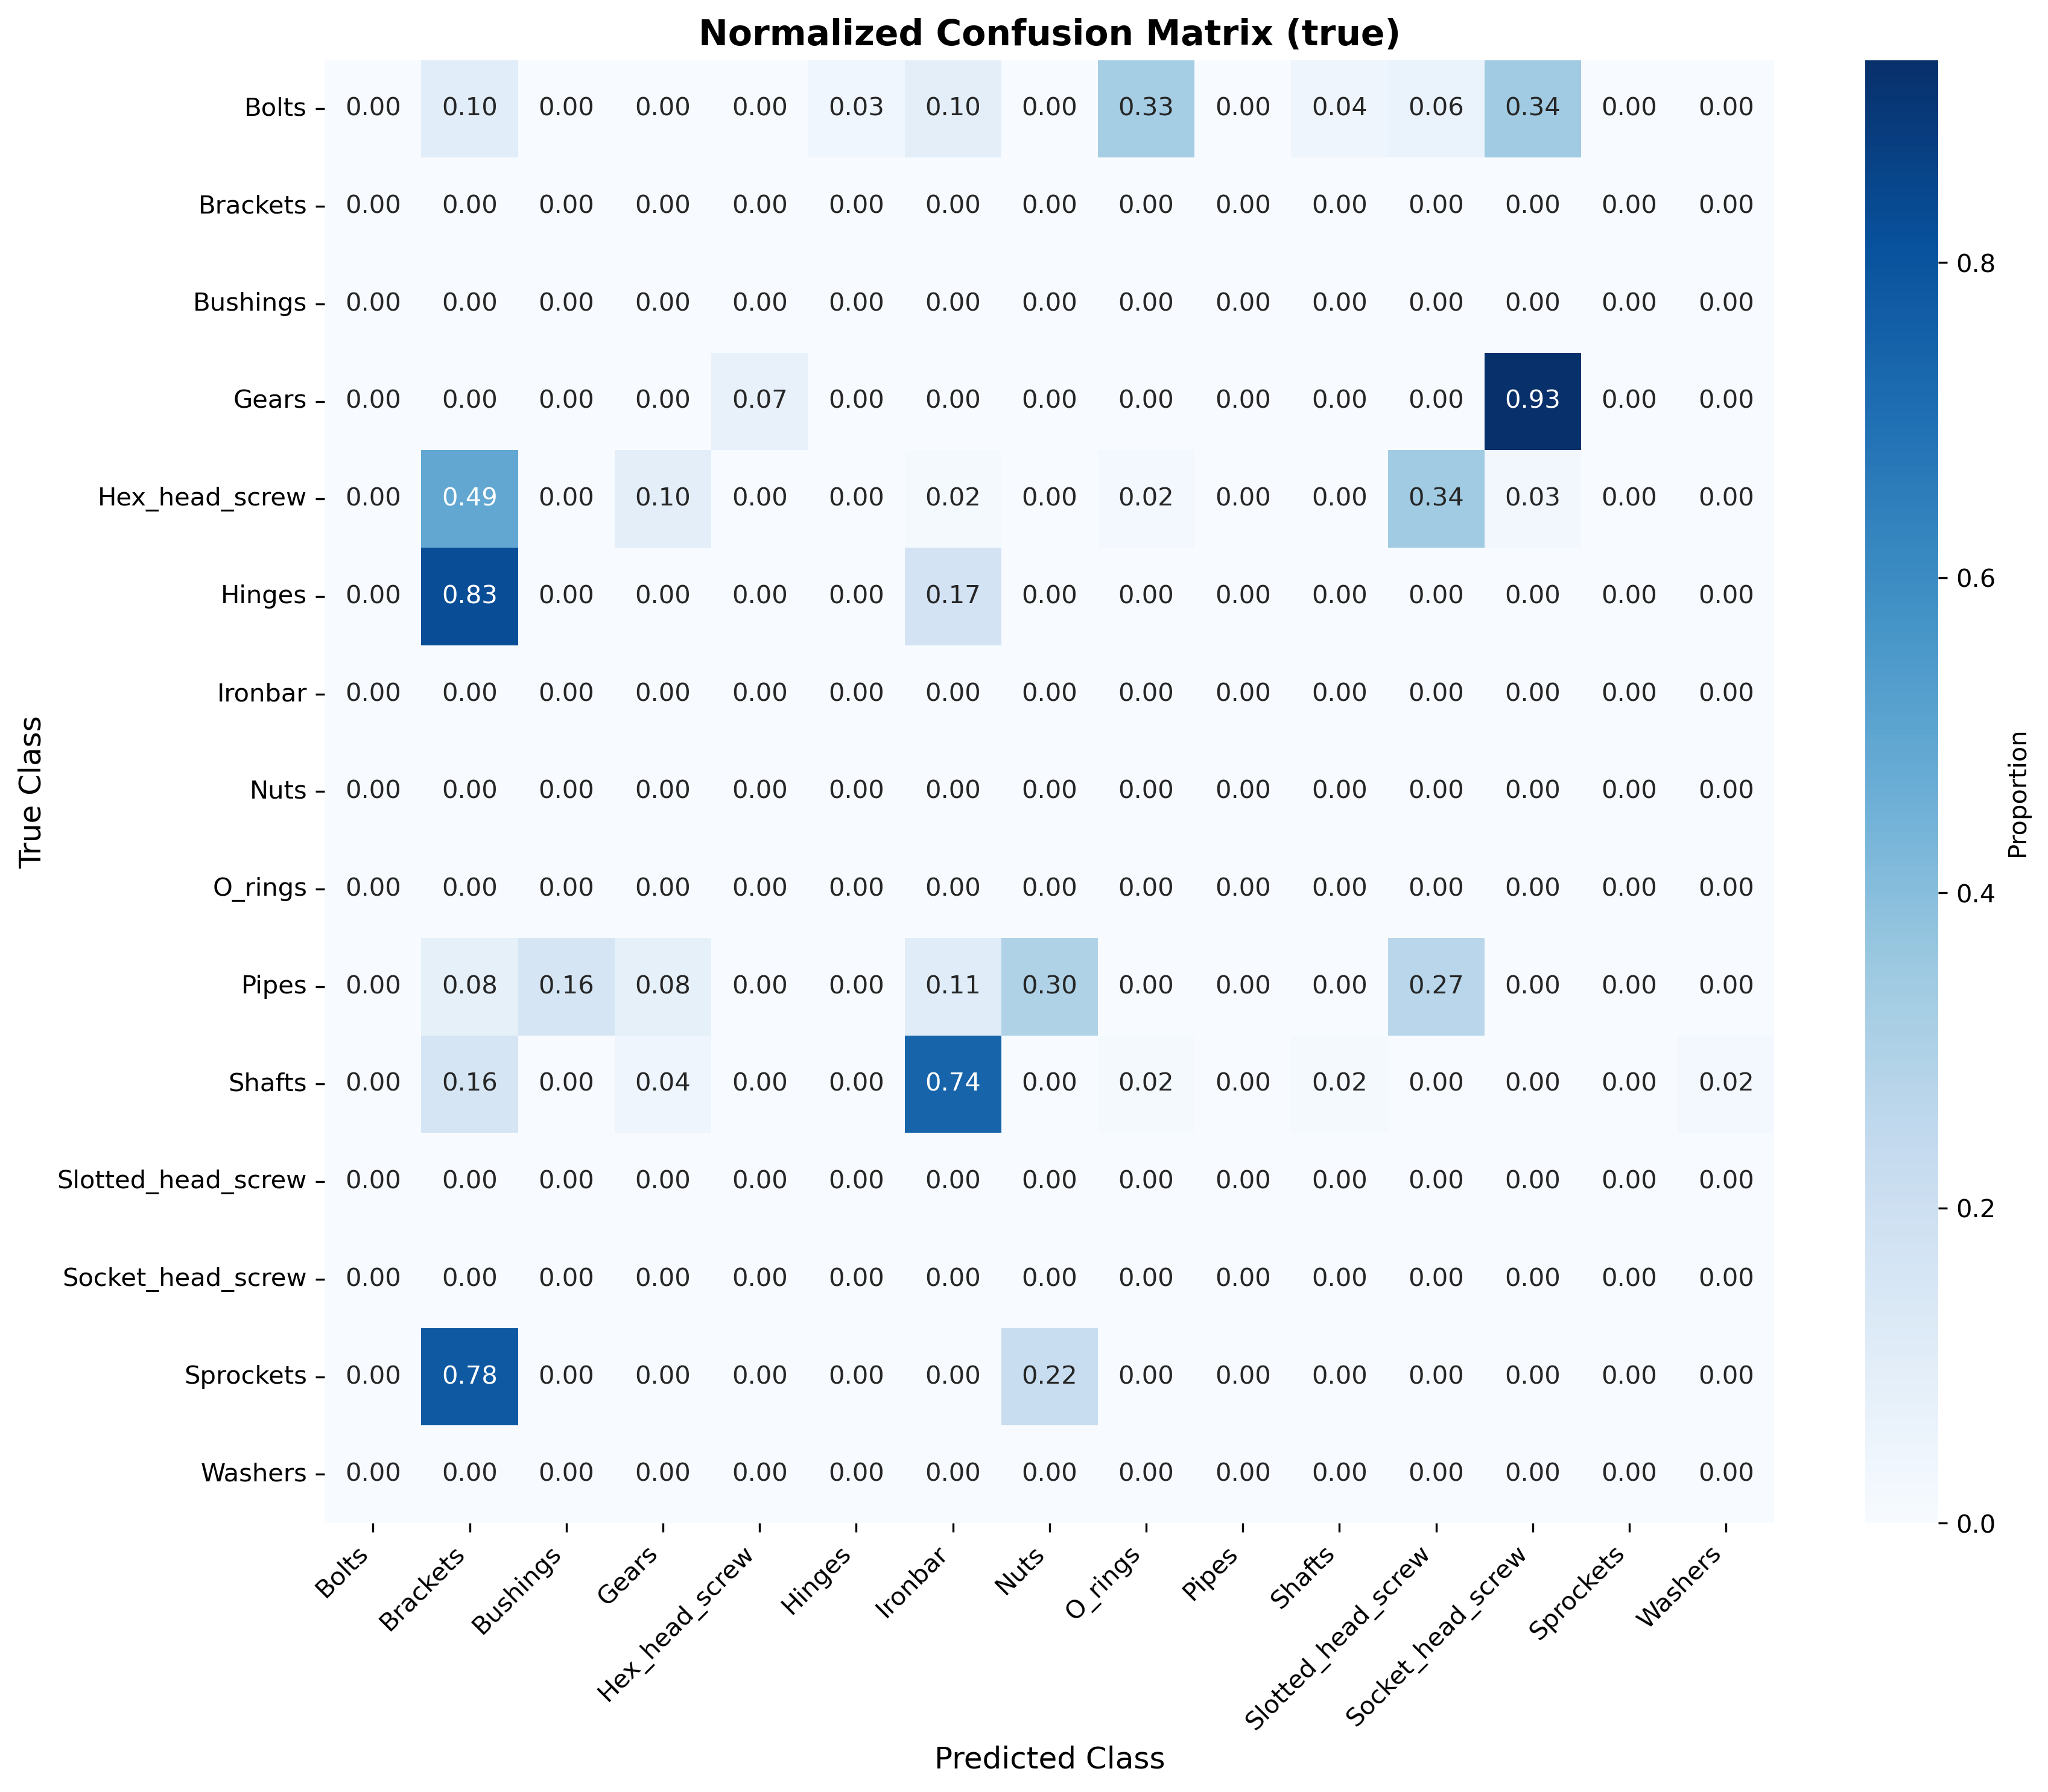 Normalized Confusion Matrix (true)
Bolts 0.00 0.10 0.00 0.00 0.00 0.03 0.10 0.00 0.33 0.00 0.04 0.06 0.34 0.00 0.00
Brackets 0.00 0.00 0.00 0.00 0.00 0.00 0.00 0.00 0.00 0.00 0.00 0.00 0.00 0.00 0.00
Bushings 0.00 0.00 0.00 0.00 0.00 0.00 0.00 0.00 0.00 0.00 0.00 0.00 0.00 0.00 0.00
Gears 0.00 0.00 0.00 0.00 0.07 0.00 0.00 0.00 0.00 0.00 0.00 0.00 0.93 0.00 0.00
Hex_head_screw 0.00 0.49 0.00 0.10 0.00 0.00 0.02 0.00 0.02 0.00 0.00 0.34 0.03 0.00 0.00
Hinges 0.00 0.83 0.00 0.00 0.00 0.00 0.17 0.00 0.00 0.00 0.00 0.00 0.00 0.00 0.00
Ironbar 0.00 0.00 0.00 0.00 0.00 0.00 0.00 0.00 0.00 0.00 0.00 0.00 0.00 0.00 0.00
Nuts 0.00 0.00 0.00 0.00 0.00 0.00 0.00 0.00 0.00 0.00 0.00 0.00 0.00 0.00 0.00
O_rings 0.00 0.00 0.00 0.00 0.00 0.00 0.00 0.00 0.00 0.00 0.00 0.00 0.00 0.00 0.00
Pipes 0.00 0.08 0.16 0.08 0.00 0.00 0.11 0.30 0.00 0.00 0.00 0.27 0.00 0.00 0.00
Shafts 0.00 0.16 0.00 0.04 0.00 0.00 0.74 0.00 0.02 0.00 0.02 0.00 0.00 0.00 0.02
Slotted_head_screw 0.00 0.00 0.00 0.00 0.00 0.00 0.00 0.00 0.00 0.00 0.00 0.00 0.00 0.00 0.00
Socket_head_screw 0.00 0.00 0.00 0.00 0.00 0.00 0.00 0.00 0.00 0.00 0.00 0.00 0.00 0.00 0.00
Sprockets 0.00 0.78 0.00 0.00 0.00 0.00 0.00 0.22 0.00 0.00 0.00 0.00 0.00 0.00 0.00
Washers 0.00 0.00 0.00 0.00 0.00 0.00 0.00 0.00 0.00 0.00 0.00 0.00 0.00 0.00 0.00
True Class
Bolts Brackets Bushings Gears Hex_head_screw Hinges Ironbar Nuts O_rings Pipes Shafts Slotted_head_screw Socket_head_screw Sprockets Washers
Predicted Class
0.8
0.6
0.4
0.2
0.0
Proportion